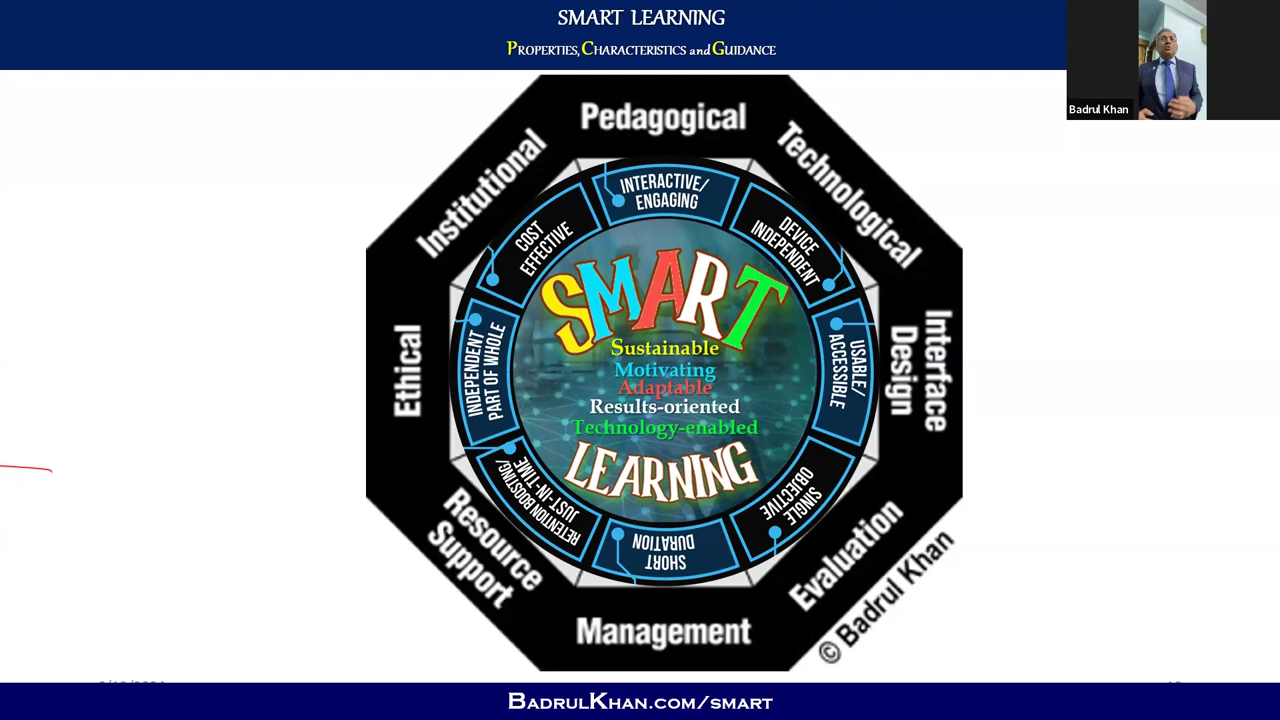 SMART LEARNING
PROPERTIES, CHARACTERISTICS and GUIDANCE
Badrul Khan
Pedagogical
Technological
Interface
Design
Evaluation
© Badrul Khan
Management
Resource
Support
Ethical
Institutional
INTERACTIVE/
ENGAGING
DEVICE
INDEPENDENT
USABLE/
ACCESSIBLE
SINGLE
OBJECTIVE
SHORT
DURATION
RETENTION BOOSTING/
JUST-IN-TIME
INDEPENDENT
PART OF WHOLE
COST
EFFECTIVE
SMART
Sustainable
Motivating
Adaptable
Results-oriented
Technology-enabled
LEARNING
BADRULKHAN.COM/SMART